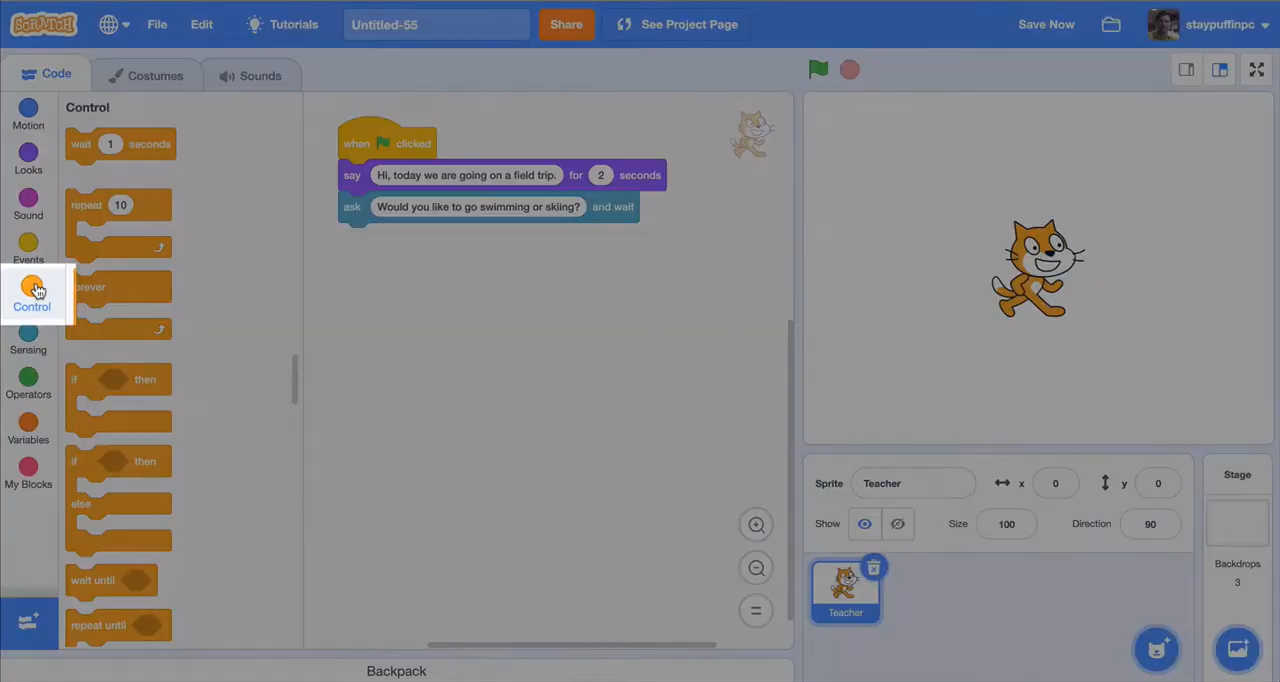 SCRATCH File Edit Tutorials Untitled-55 Share See Project Page Save Now staypuffinpc
Code Costumes Sounds
Motion
Looks
Sound
Events
Control
Sensing
Operators
Variables
My Blocks
Control
wait 1 seconds
repeat 10
orever
if then
if then
else
wait until
repeat until
when clicked
say Hi, today we are going on a field trip. for 2 seconds
ask Would you like to go swimming or skiing? and wait
Backpack
Sprite Teacher x 0 y 0
Show Size 100 Direction 90
Teacher
Stage
Backdrops
3